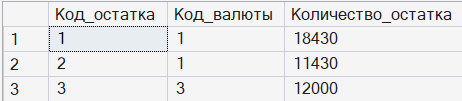 Код_остатка Код_валюты Количество_остатка
1 1 1 18430
2 2 1 11430
3 3 3 12000